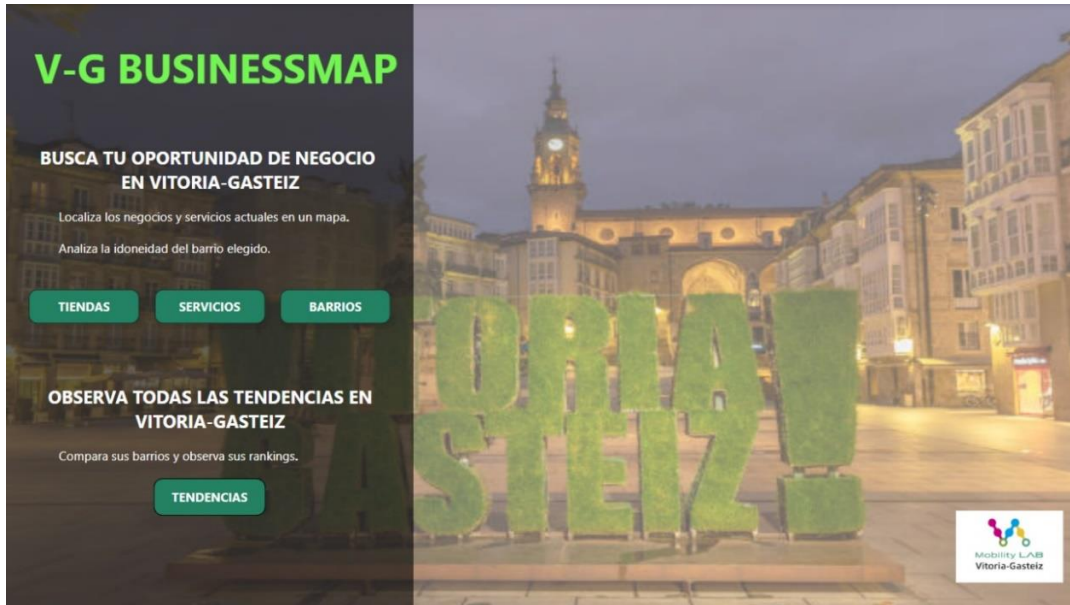 V-G BUSINESSMAP
BUSCA TU OPORTUNIDAD DE NEGOCIO
EN VITORIA-GASTEIZ
Localiza los negocios y servicios actuales en un mapa.
Analiza la idoneidad del barrio elegido.
TIENDAS
SERVICIOS
BARRIOS
OBSERVA TODAS LAS TENDENCIAS EN
VITORIA-GASTEIZ
Compara sus barrios y observa sus rankings.
TENDENCIAS
VITORIA
GASTEIZ!
Mobility LAB
Vitoria-Gasteiz